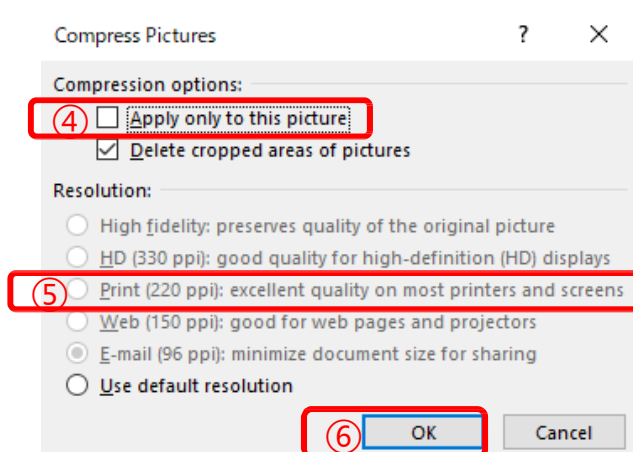 Compress Pictures ? ×
Compression options:
④ Apply only to this picture
Delete cropped areas of pictures
Resolution:
High fidelity: preserves quality of the original picture
HD (330 ppi): good quality for high-definition (HD) displays
⑤ Print (220 ppi): excellent quality on most printers and screens
Web (150 ppi): good for web pages and projectors
E-mail (96 ppi): minimize document size for sharing
Use default resolution
⑥ OK Cancel